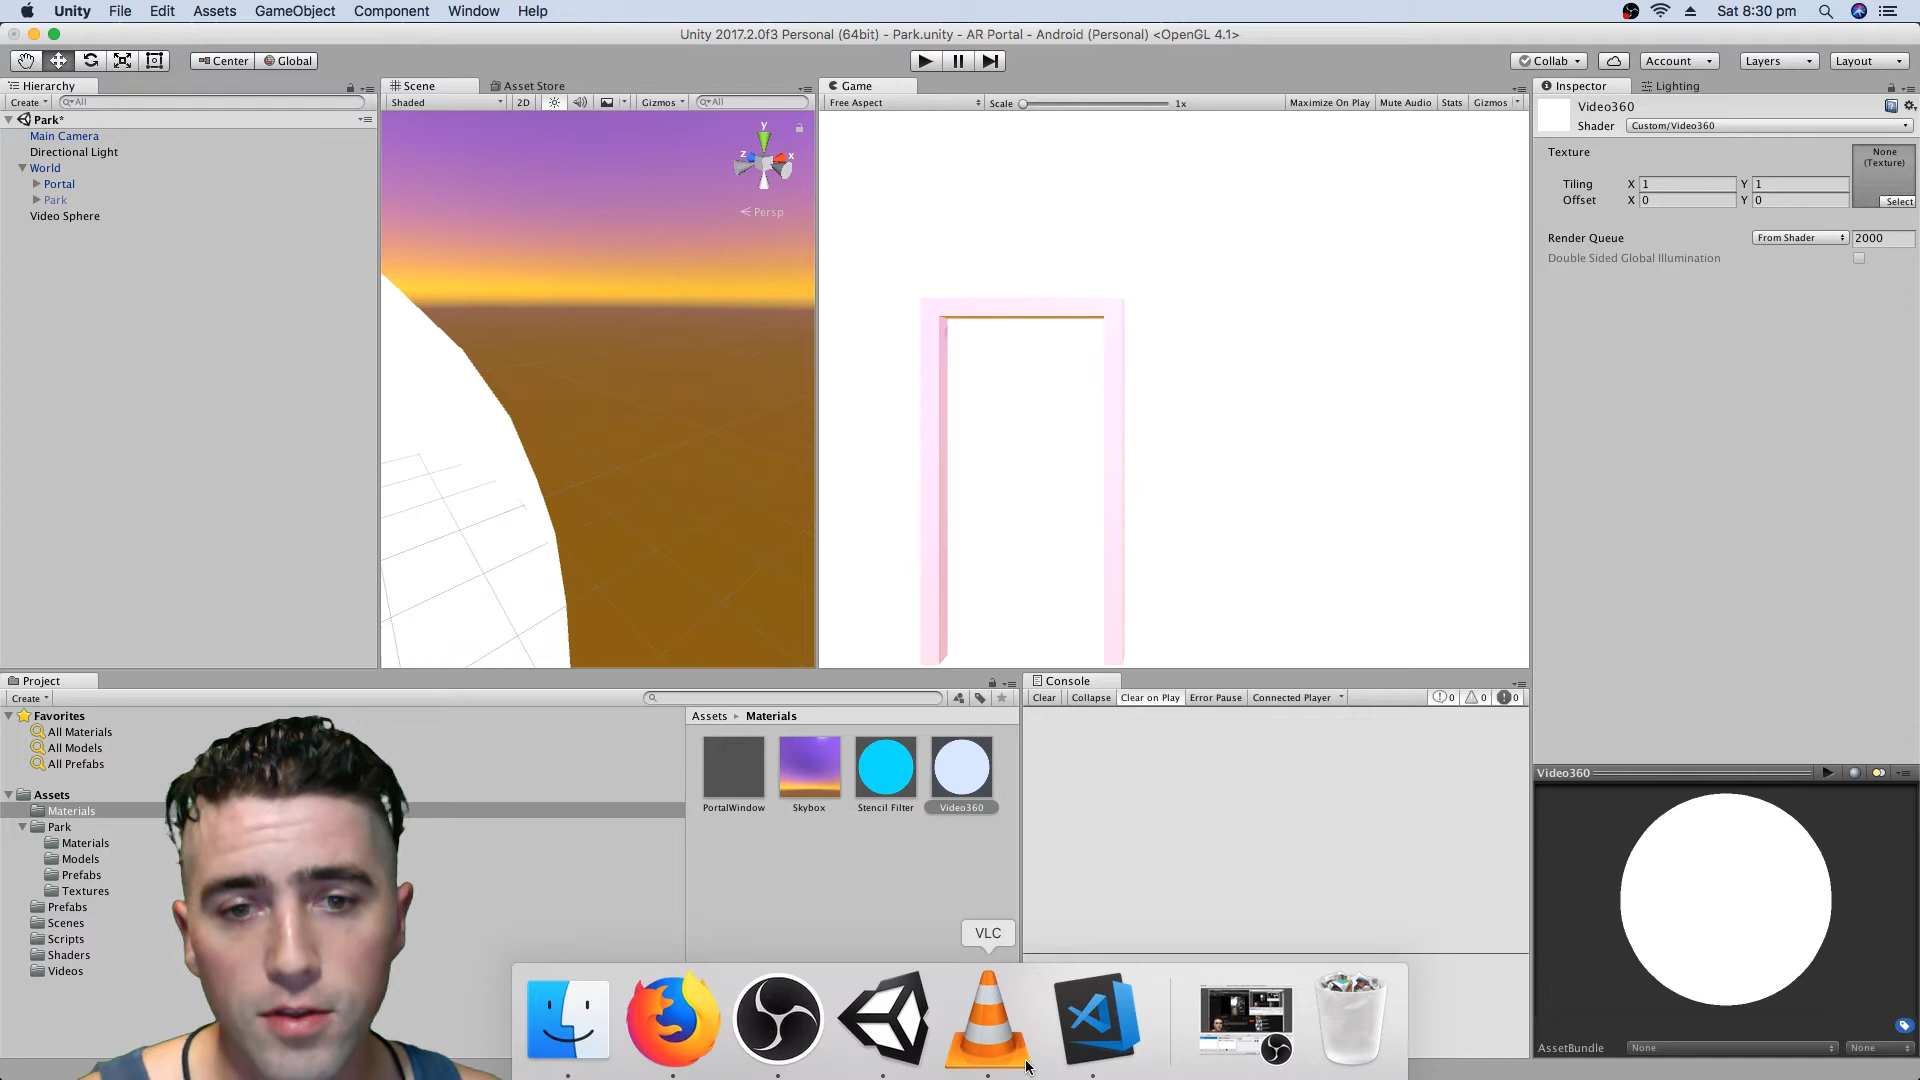 Unity File Edit Assets GameObject Component Window Help
Sat 8:30 pm
Unity 2017.2.0f3 Personal (64bit) - Park.unity - AR Portal - Android (Personal) <OpenGL 4.1>
Center Global
Collab Account Layers Layout
Hierarchy
Create All
Park*
Main Camera
Directional Light
World
Portal
Park
Video Sphere
Scene Asset Store
Shaded 2D Gizmos All
y
z x
Persp
Game
Free Aspect Scale 1x Maximize On Play Mute Audio Stats Gizmos
Inspector Lighting
Video360
Shader Custom/Video360
Texture
None
(Texture)
Select
Tiling X 1 Y 1
Offset X 0 Y 0
Render Queue From Shader 2000
Double Sided Global Illumination
Project
Create
Favorites
All Materials
All Models
All Prefabs
Assets
Materials
Park
Materials
Models
Prefabs
Textures
Prefabs
Scenes
Scripts
Shaders
Videos
Assets Materials
PortalWindow Skybox Stencil Filter Video360
Console
Clear Collapse Clear on Play Error Pause Connected Player 0 0 0
VLC
Video360
AssetBundle None None